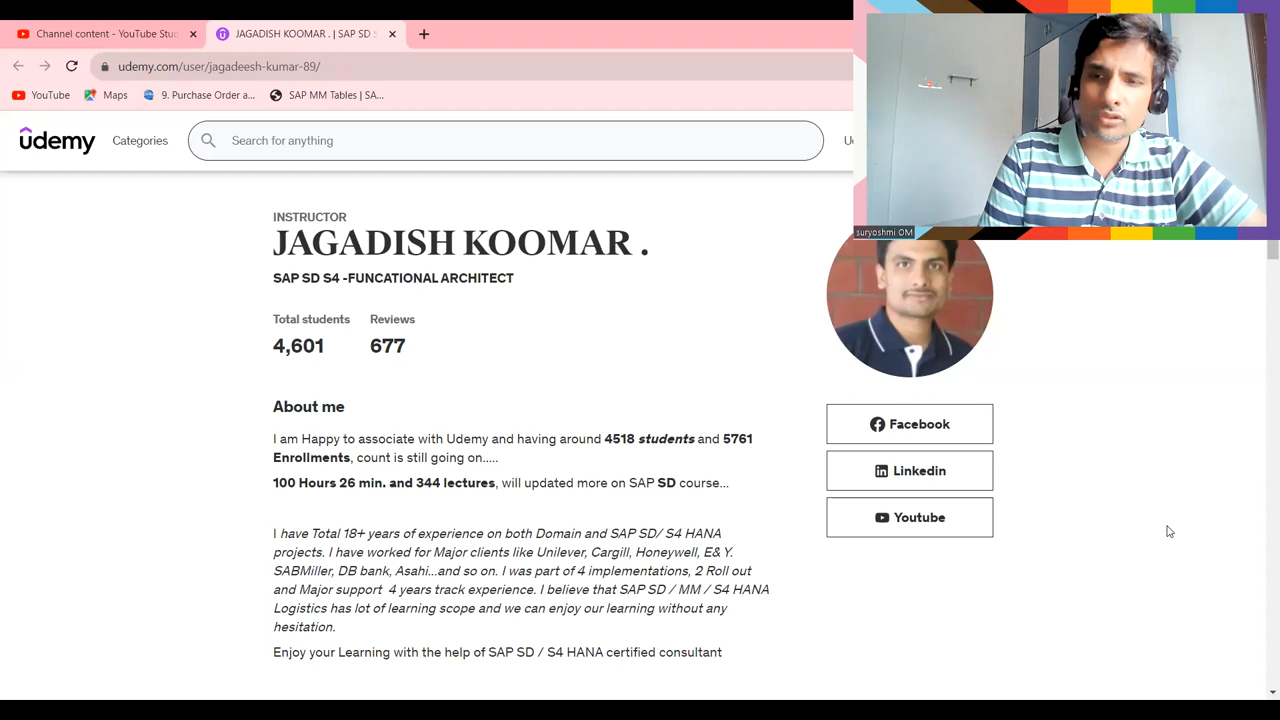 Channel content - YouTube Stu
JAGADISH KOOMAR . | SAP SD S
udemy.com/user/jagadeesh-kumar-89/
YouTube
Maps
9. Purchase Order a...
SAP MM Tables | SA...
udemy
Categories
Search for anything
suryoshmi OM
INSTRUCTOR
JAGADISH KOOMAR .
SAP SD S4 -FUNCATIONAL ARCHITECT
Total students Reviews
4,601 677
About me
I am Happy to associate with Udemy and having around 4518 students and 5761
Enrollments, count is still going on.....
100 Hours 26 min. and 344 lectures, will updated more on SAP SD course...
I have Total 18+ years of experience on both Domain and SAP SD/ S4 HANA
projects. I have worked for Major clients like Unilever, Cargill, Honeywell, E& Y.
SABMiller, DB bank, Asahi...and so on. I was part of 4 implementations, 2 Roll out
and Major support 4 years track experience. I believe that SAP SD / MM / S4 HANA
Logistics has lot of learning scope and we can enjoy our learning without any
hesitation.
Enjoy your Learning with the help of SAP SD / S4 HANA certified consultant
Facebook
Linkedin
Youtube